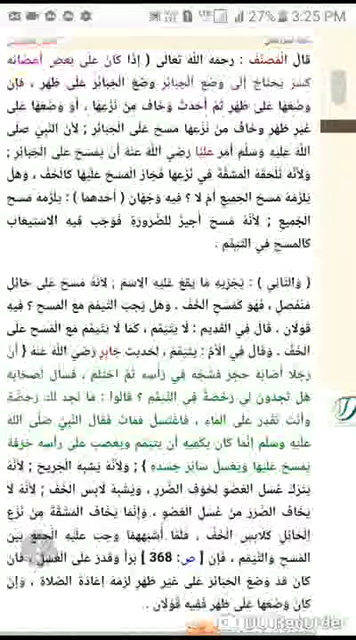 27% 3:25 PM
قال المصنف : رحمه الله تعالى ( إذا كان على بعض أعضائه
كسر يحتاج إلى وضع الجبائر وضع الجبائر على طهر ، فإن
وضعها على طهر ثم أحدث وخاف من نزعها ، أو وضعها على
غير طهر وخاف من نزعها مسح على الجبائر ; لأن النبي صلى
الله عليه وسلم أمر عليا رضي الله عنه أن يمسح على الجبائر ;
ولأنه تلحقه المشقة في نزعها فجاز المسح عليها كالخف ، وهل
يلزمه مسح الجميع أم لا ؟ فيه وجهان ( أحدهما ) : يلزمه مسح
الجميع ; لأنه مسح أجيز للضرورة فوجب فيه الاستيعاب
كالمسح في التيمم .
( والثاني ) : يجزيه ما يقع عليه الاسم ; لأنه مسح على حائل
منفصل ، فهو كمسح الخف . وهل يجب التيمم مع المسح ؟ فيه
قولان . قال في القديم : لا يتيمم ، كما لا يتيمم مع المسح على
الخف . وقال في الأم : يتيمم ، لحديث جابر رضي الله عنه { أن
رجلا أصابه حجر فشجه في رأسه ثم احتلم ، فسأل أصحابه
هل تجدون لي رخصة في التيمم ؟ قالوا : ما نجد لك رخصة
وأنت تقدر على الماء ، فاغتسل فمات فقال النبي صلى الله
عليه وسلم إنما كان يكفيه أن يتيمم ويعصب على رأسه خرقة
يمسح عليها ويغسل سائر جسده } ; ولأنه يشبه الجريح ; لأنه
يترك غسل العضو لخوف الضرر ، ويشبه لابس الخف ; لأنه لا
يخاف الضرر من غسل العضو ، وإنما يخاف المشقة من نزع
الحائل كلابس الخف ، فلما أشبههما وجب عليه الجمع بين
المسح والتيمم ، فإن [ ص: 368 ] برأ وقدر على الغسل ، فإن
كان قد وضع الجبائر على غير طهر لزمه إعادة الصلاة ، وإن
كان وضعها على طهر ففيه قولان ..